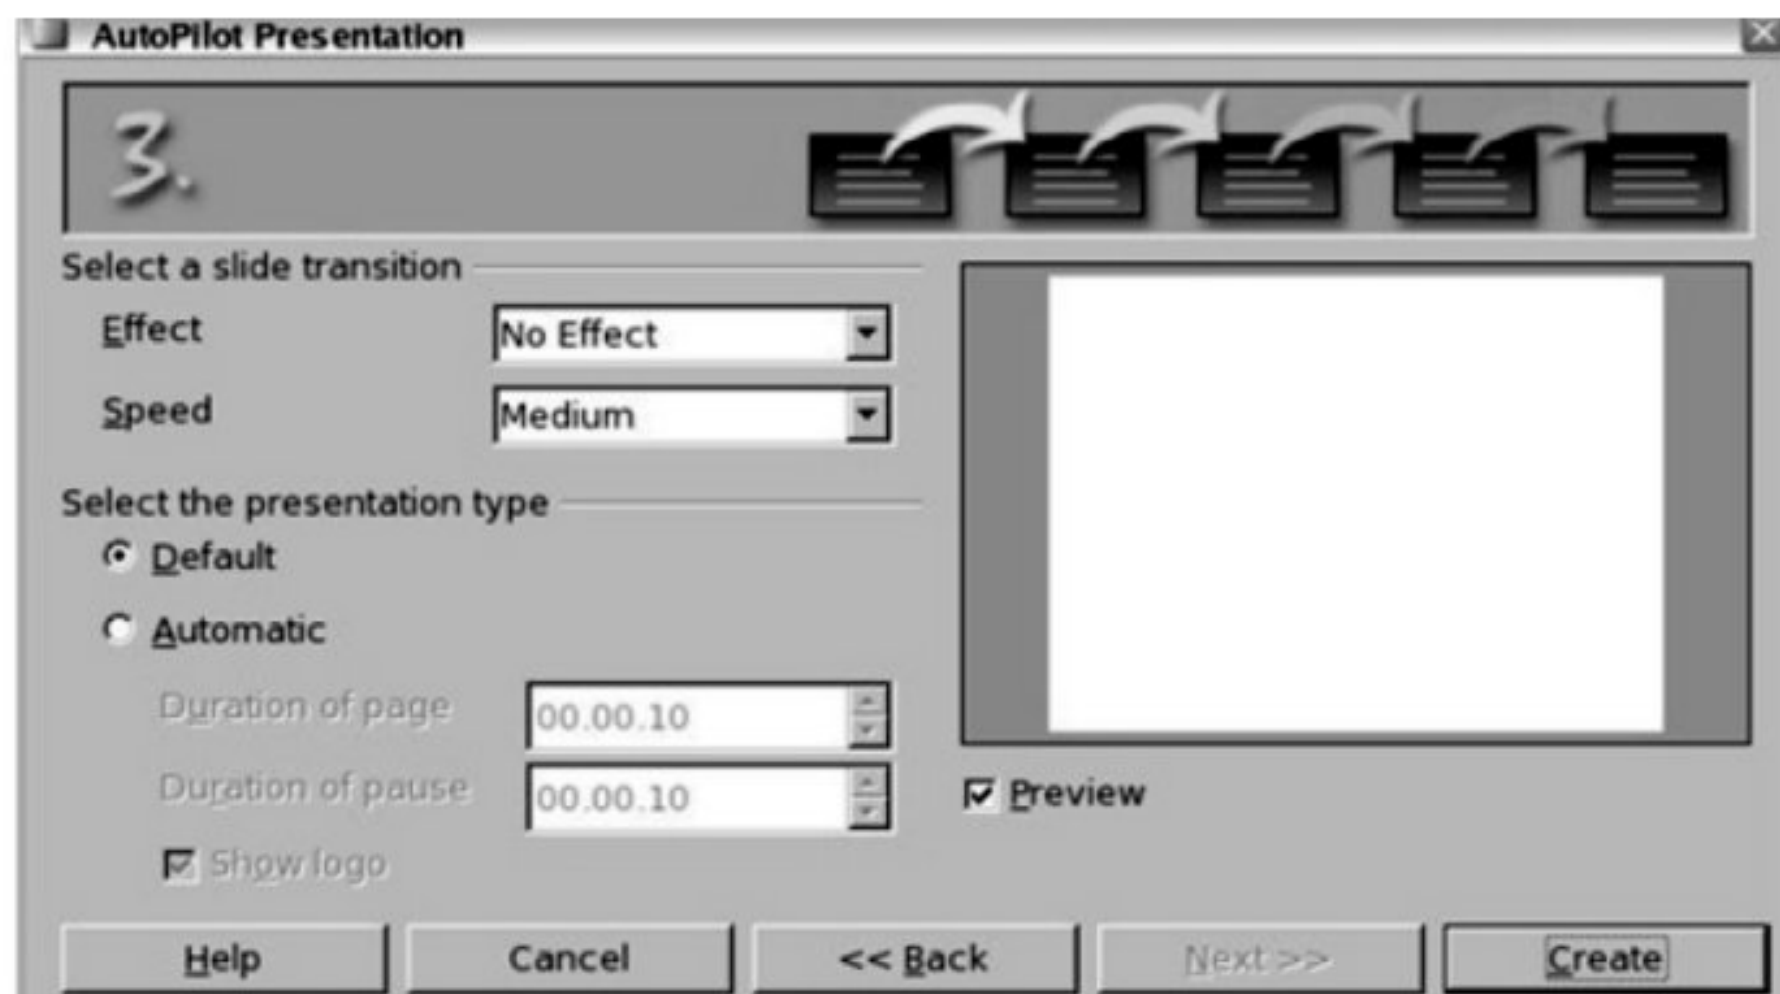 AutoPilot Presentation
3.
Select a slide transition
Effect No Effect
Speed Medium
Select the presentation type
Default
Automatic
Duration of page 00.00.10
Duration of pause 00.00.10
Show logo
Preview
Help Cancel << Back Next >> Create